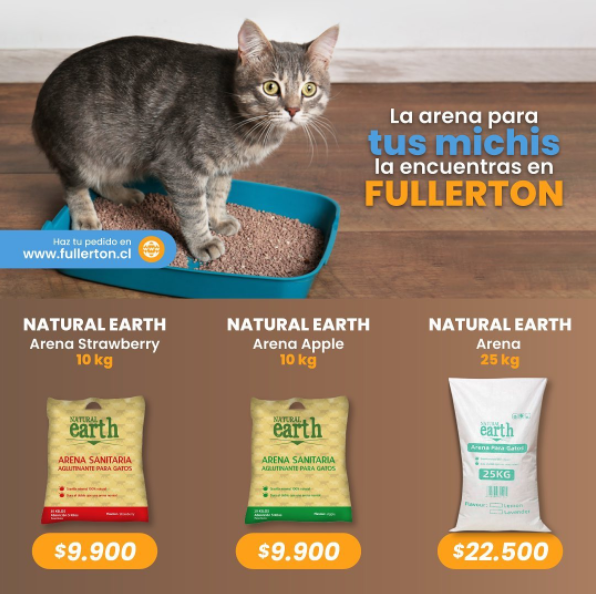 La arena para
tus michis
la encuentras en
FULLERTON
Haz tu pedido en
www.fullerton.cl
NATURAL EARTH
Arena Strawberry
10 kg
NATURAL EARTH
Arena Apple
10 kg
NATURAL EARTH
Arena
25 kg
NATURAL
earth
ARENA SANITARIA
AGLUTINANTE PARA GATOS
NATURAL
earth
ARENA SANITARIA
AGLUTINANTE PARA GATOS
NATURAL
earth
Arena Para Gatos
25KG
$9.900
$9.900
$22.500